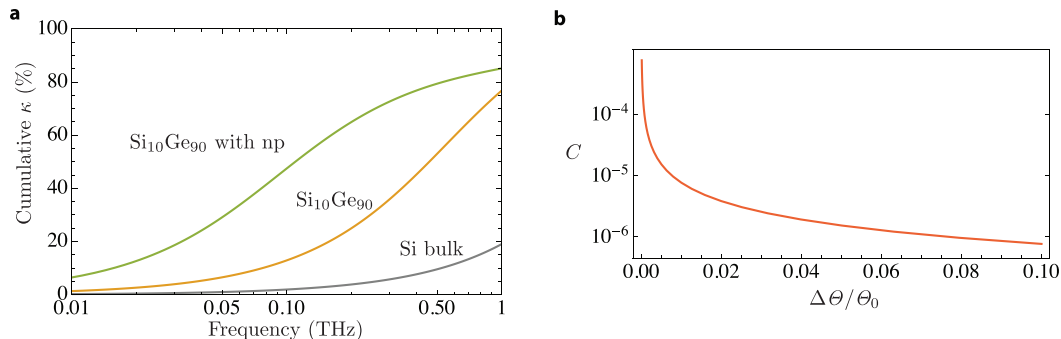 a
100
80
60
40
20
0
Cumulative κ (%)
Si₁₀Ge₉₀ with np
Si₁₀Ge₉₀
Si bulk
0.01
0.05
0.10
0.50
1
Frequency (THz)
b
10⁻⁴
10⁻⁵
10⁻⁶
C
0.00
0.02
0.04
0.06
0.08
0.10
ΔΘ/Θ₀